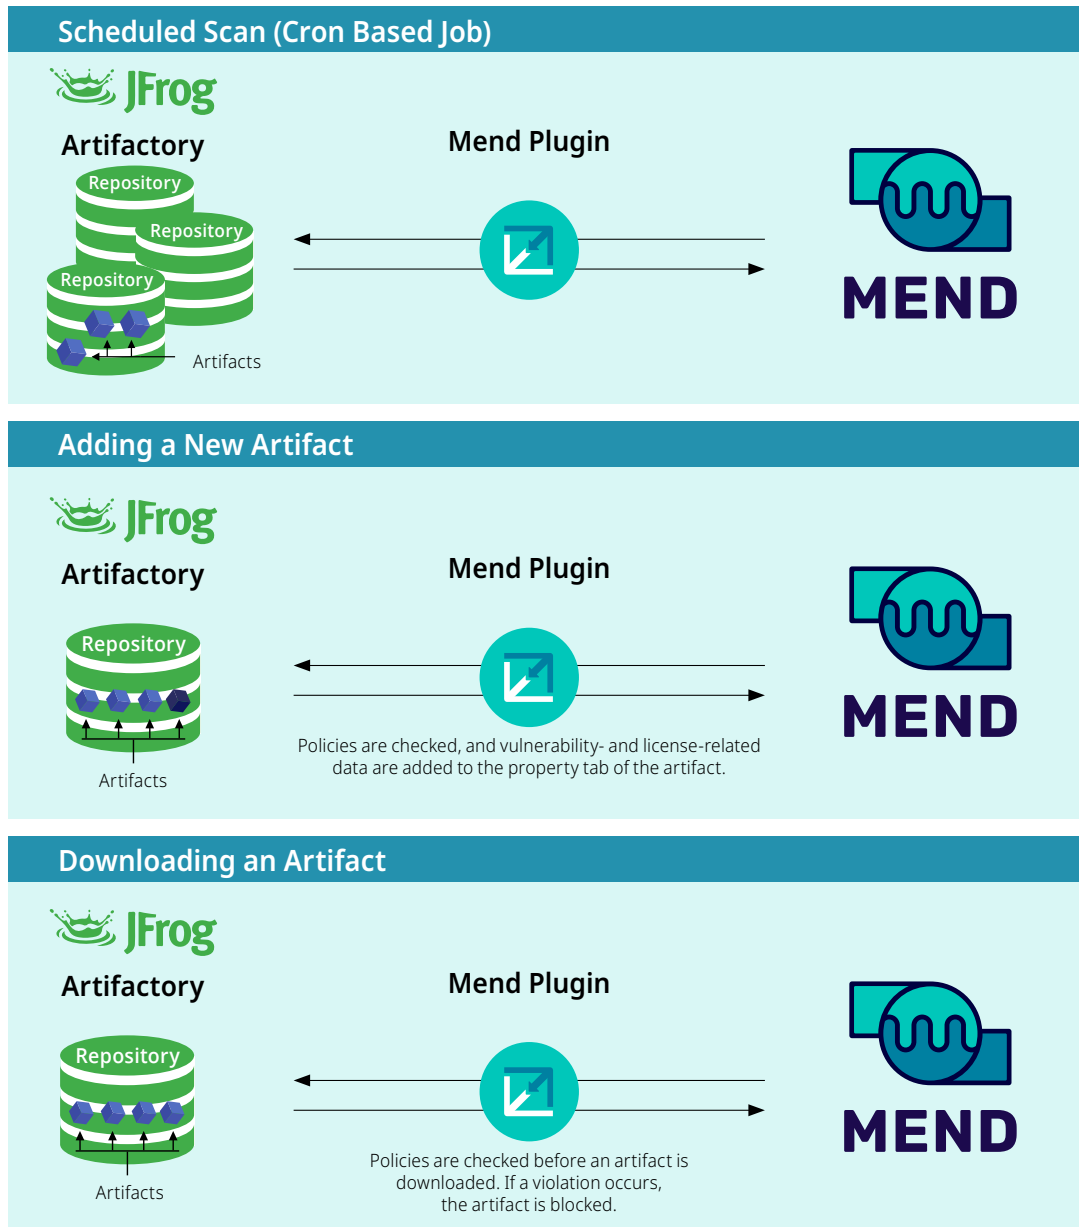 Scheduled Scan (Cron Based Job)
JFrog
Artifactory
Mend Plugin
Repository
Repository
Repository
Artifacts
MEND
Adding a New Artifact
JFrog
Artifactory
Mend Plugin
Repository
Artifacts
Policies are checked, and vulnerability- and license-related
data are added to the property tab of the artifact.
MEND
Downloading an Artifact
JFrog
Artifactory
Mend Plugin
Repository
Artifacts
Policies are checked before an artifact is
downloaded. If a violation occurs,
the artifact is blocked.
MEND